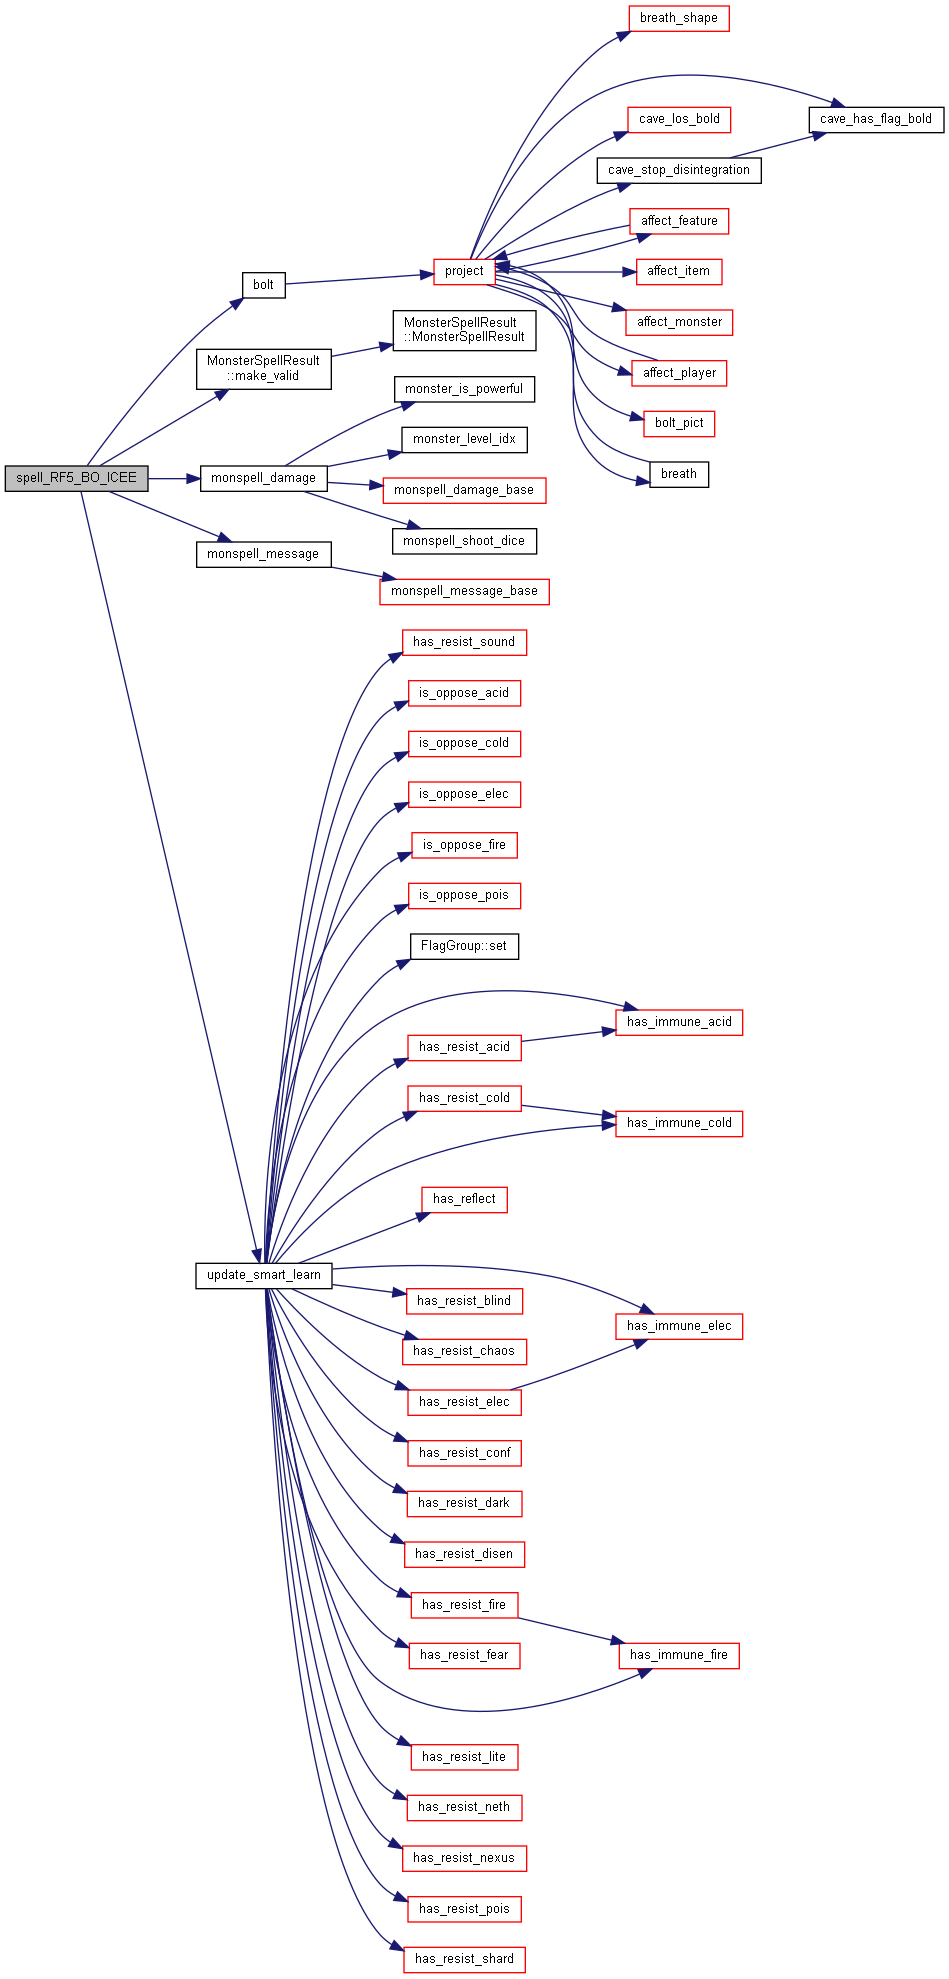 breath_shape
cave_has_flag_bold
cave_los_bold
cave_stop_disintegration
affect_feature
project
affect_item
bolt
affect_monster
MonsterSpellResult
::MonsterSpellResult
MonsterSpellResult
::make_valid
affect_player
monster_is_powerful
bolt_pict
monster_level_idx
breath
spell_RF5_BO_ICEE
monspell_damage
monspell_damage_base
monspell_shoot_dice
monspell_message
monspell_message_base
has_resist_sound
is_oppose_acid
is_oppose_cold
is_oppose_elec
is_oppose_fire
is_oppose_pois
FlagGroup::set
has_immune_acid
has_resist_acid
has_resist_cold
has_immune_cold
has_reflect
update_smart_learn
has_resist_blind
has_immune_elec
has_resist_chaos
has_resist_elec
has_resist_conf
has_resist_dark
has_resist_disen
has_resist_fire
has_resist_fear
has_immune_fire
has_resist_lite
has_resist_neth
has_resist_nexus
has_resist_pois
has_resist_shard